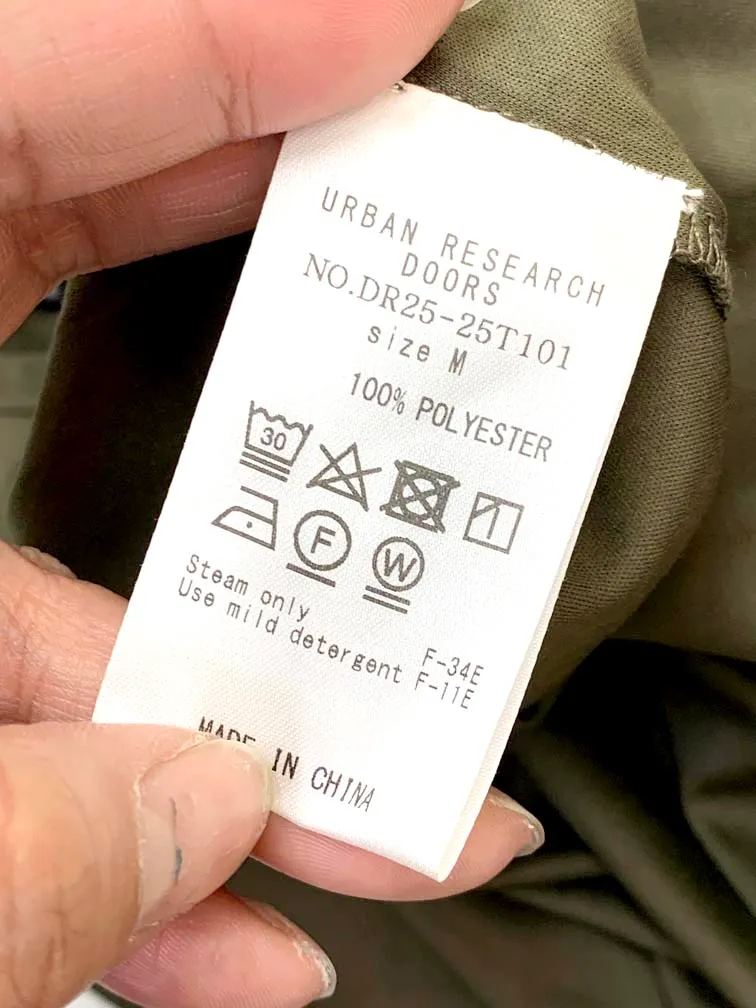 URBAN RESEARCH
DOORS
NO.DR25-25T101
size M
100% POLYESTER
30
F
W
Steam only F-34E
Use mild detergent F-11E
MADE IN CHINA